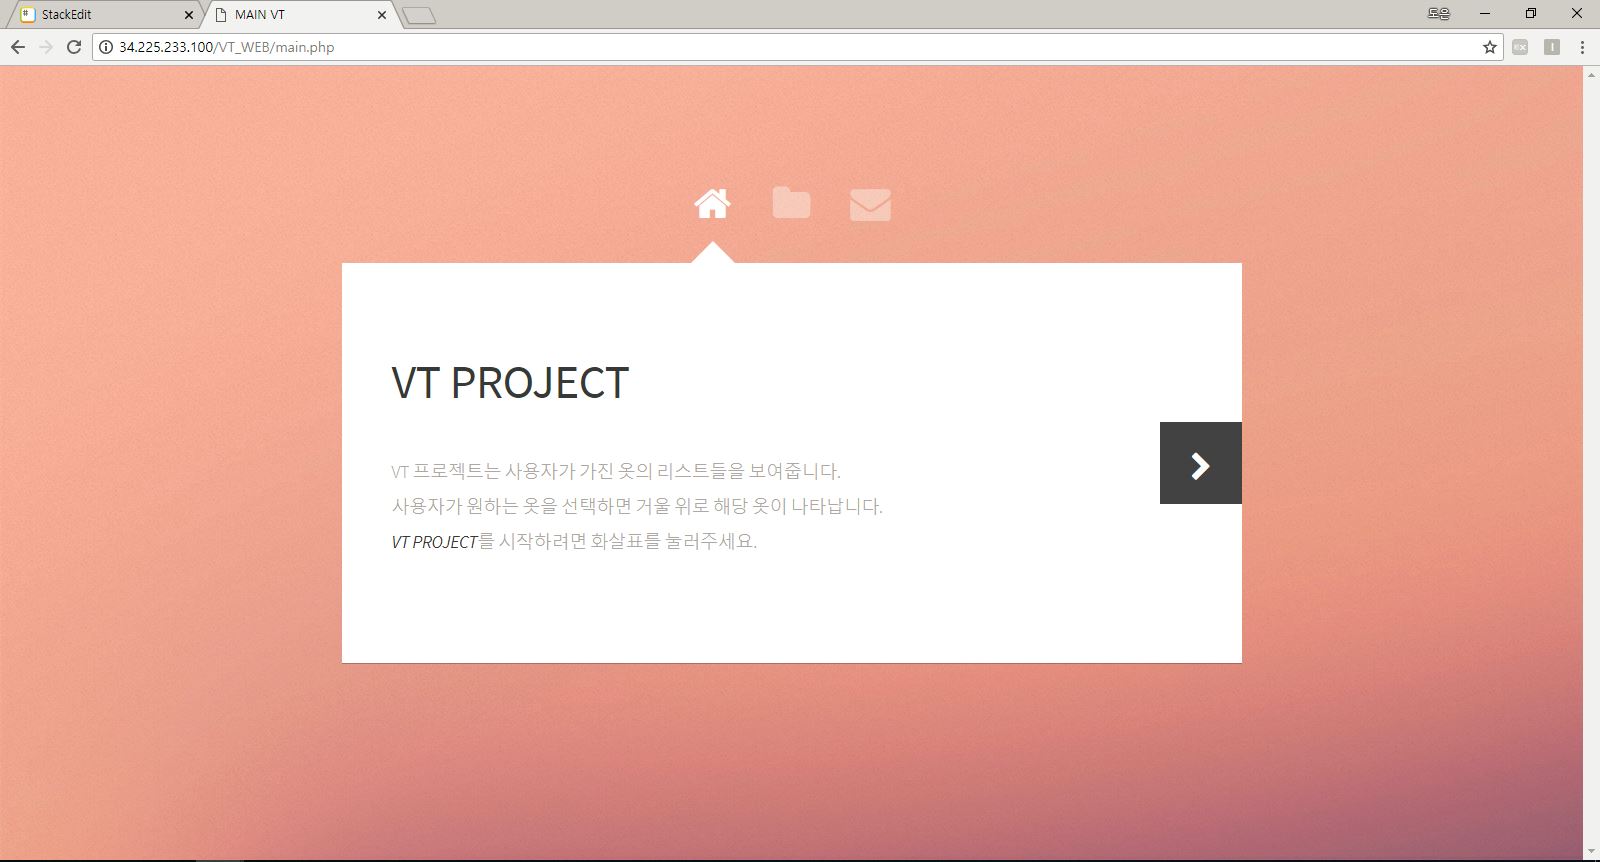 StackEdit
MAIN VT
도은
34.225.233.100/VT_WEB/main.php
VT PROJECT
VT 프로젝트는 사용자가 가진 옷의 리스트들을 보여줍니다.
사용자가 원하는 옷을 선택하면 거울 위로 해당 옷이 나타납니다.
VT PROJECT를 시작하려면 화살표를 눌러주세요.